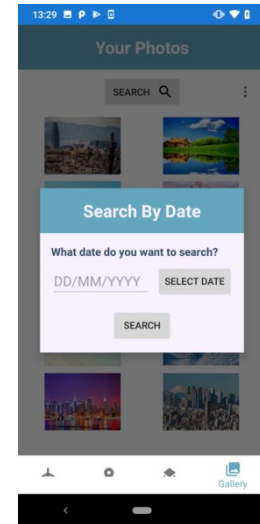 13:29
Your Photos
SEARCH
Search By Date
What date do you want to search?
DD/MM/YYYY SELECT DATE
SEARCH
Gallery